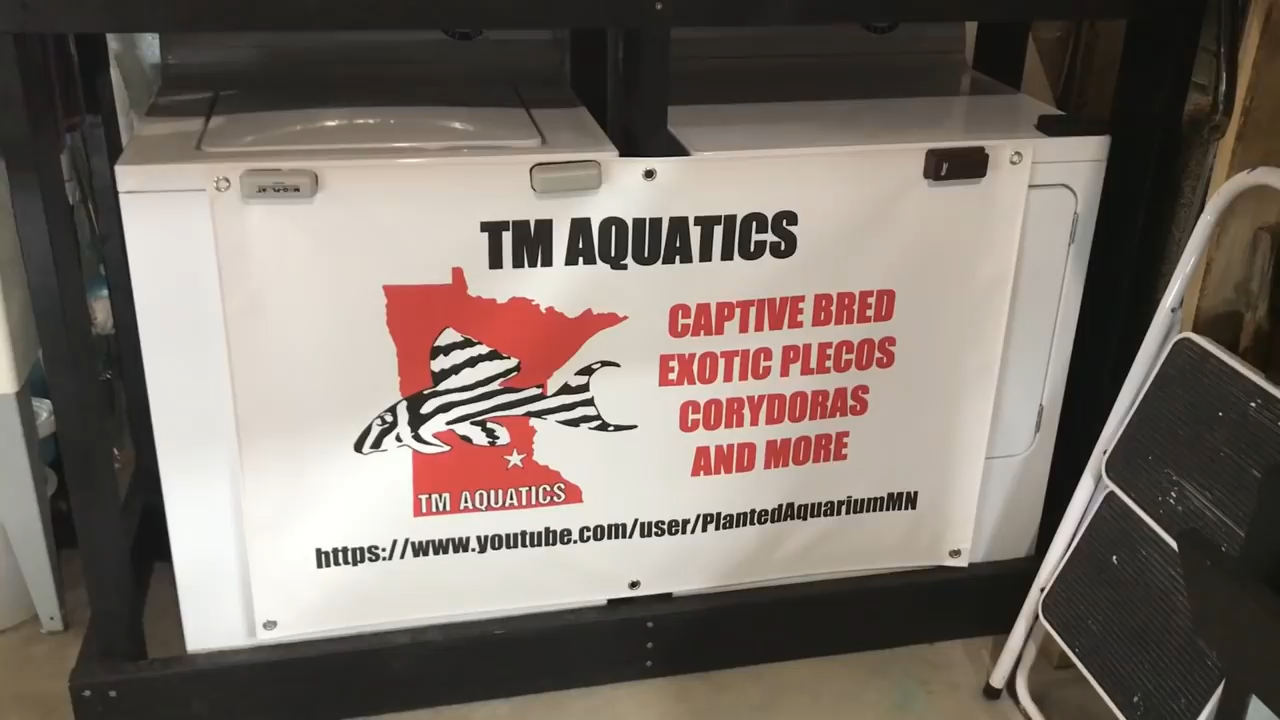 TM AQUATICS
CAPTIVE BRED
EXOTIC PLECOS
CORYDORAS
AND MORE
TM AQUATICS
https://www.youtube.com/user/PlantedAquariumMN